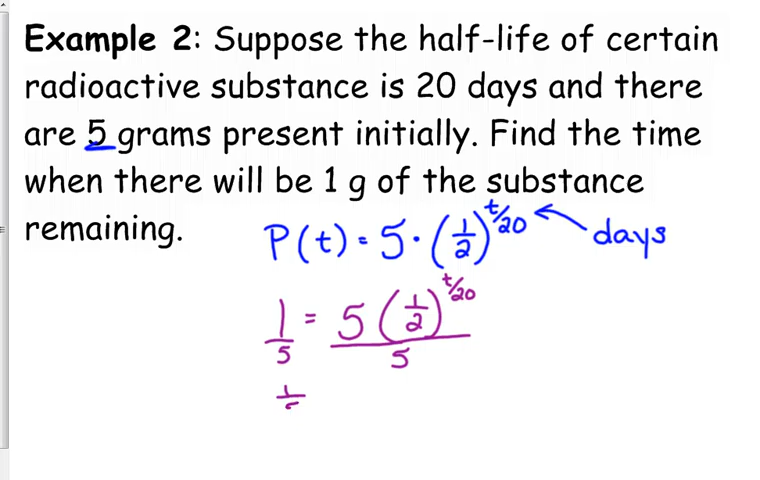 Example 2: Suppose the half-life of certain
radioactive substance is 20 days and there
are 5 grams present initially. Find the time
when there will be 1 g of the substance
remaining.
P(t) = 5 · (1/2)^(t/20) ← days
1/5 = 5(1/2)^(t/20)/5
1/5